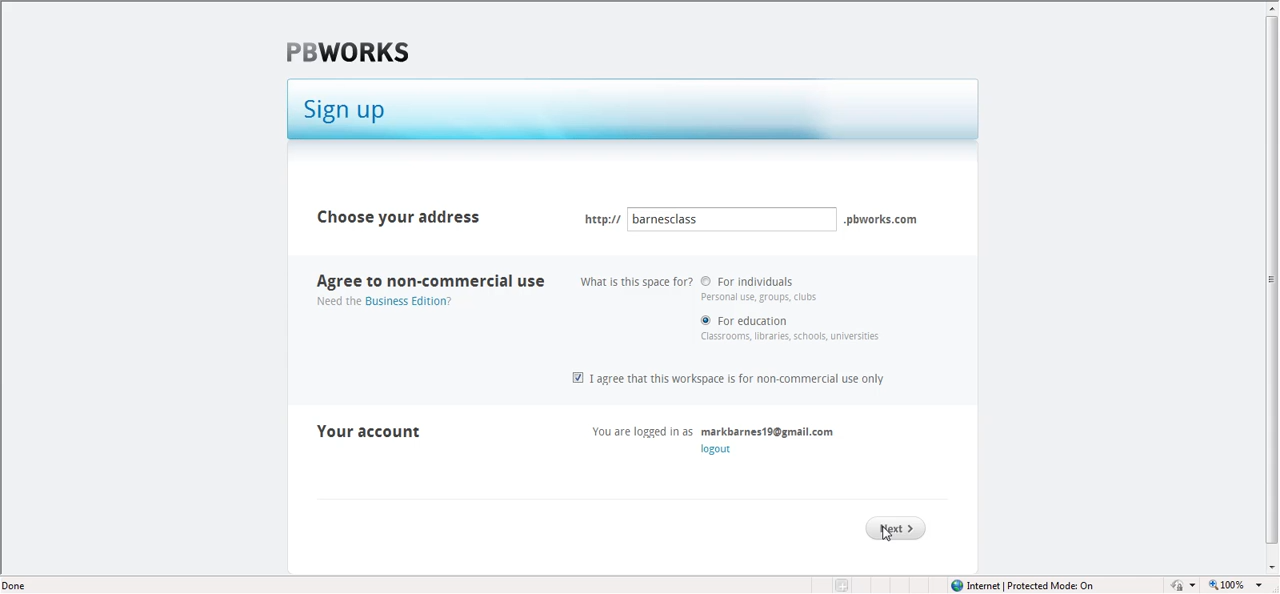 PBWORKS
Sign up
Choose your address
http:// barnesclass .pbworks.com
Agree to non-commercial use
Need the Business Edition?
What is this space for? For individuals
Personal use, groups, clubs
For education
Classrooms, libraries, schools, universities
I agree that this workspace is for non-commercial use only
Your account
You are logged in as markbarnes19@gmail.com
logout
Next
Done
Internet | Protected Mode: On
100%